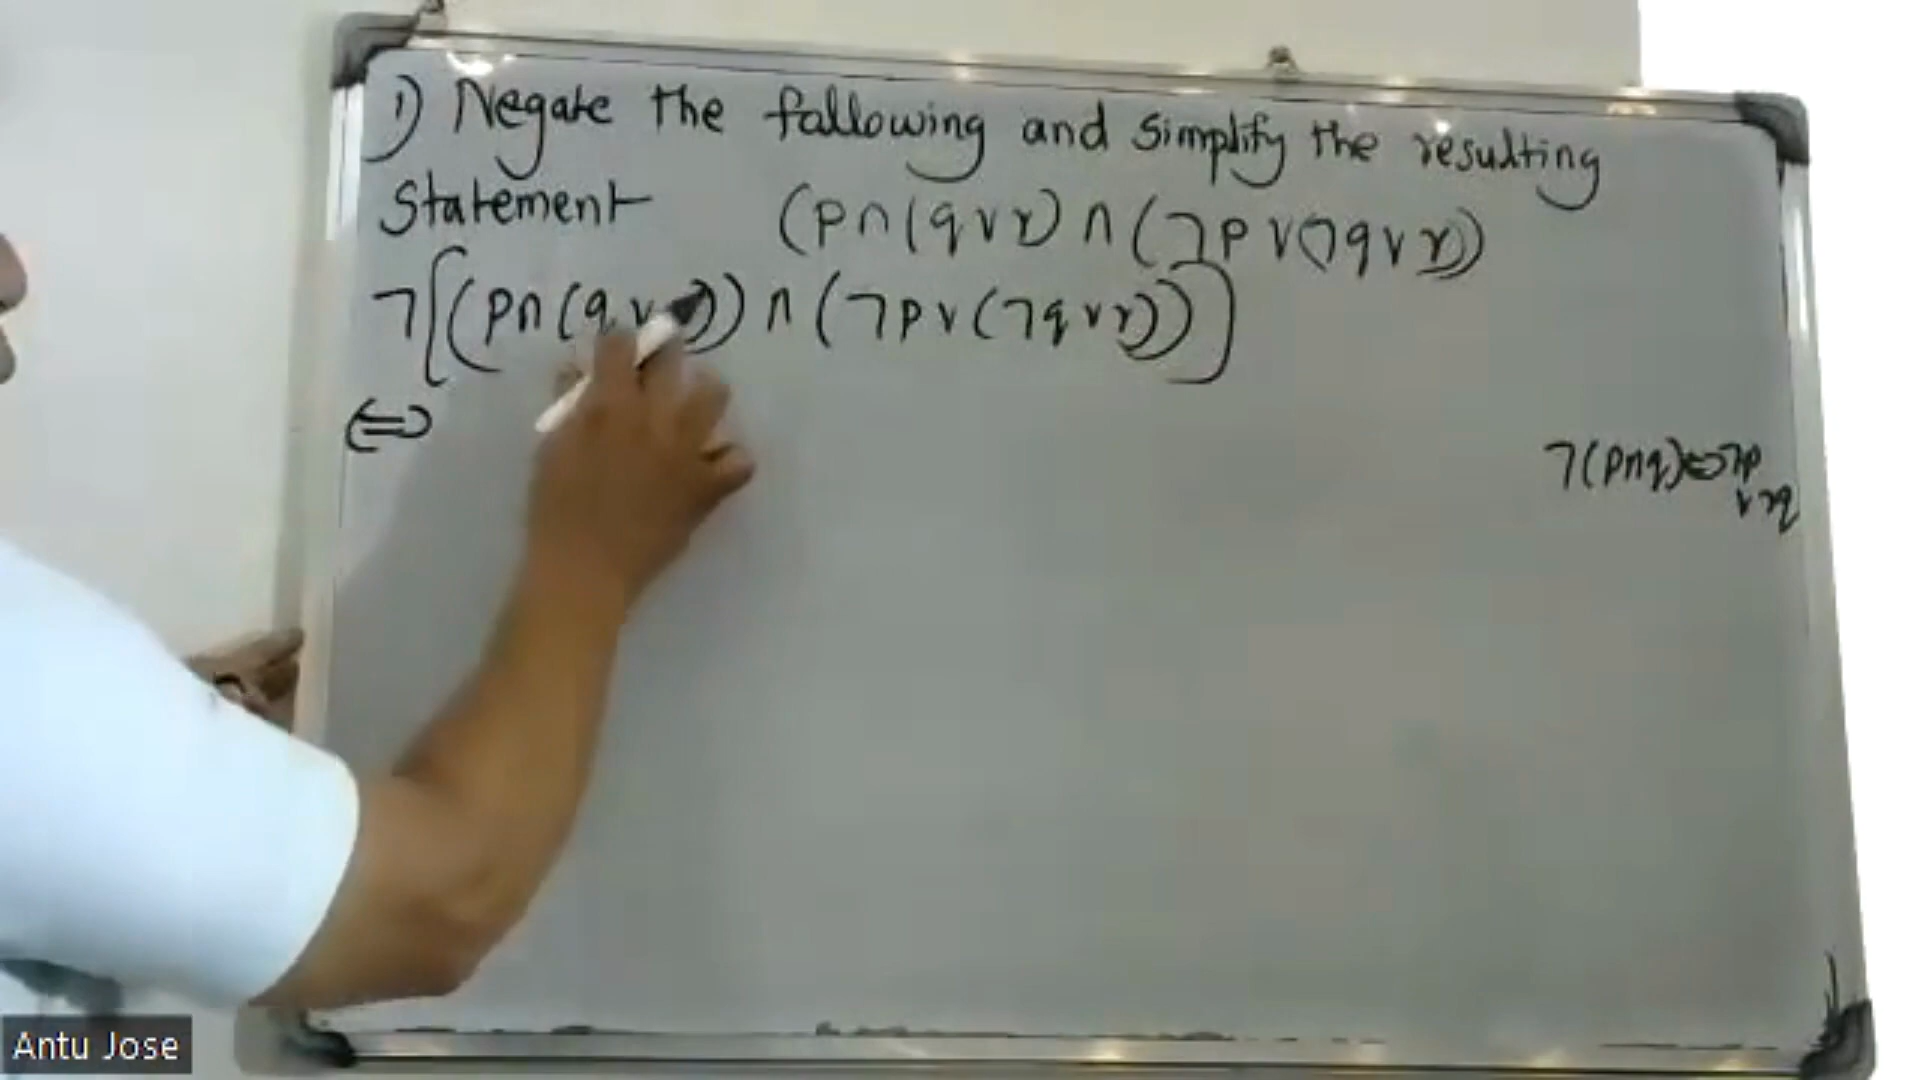 1) Negate the fallowing and simplify the resulting
Statement (p∧(q∨r) ∧ (¬p∨(¬q∨r))
¬[(p∧(q∨ )) ∧ (¬p∨(¬q∨r))]
⇔
¬(p∧q)⇔¬p
∨¬q
Antu Jose